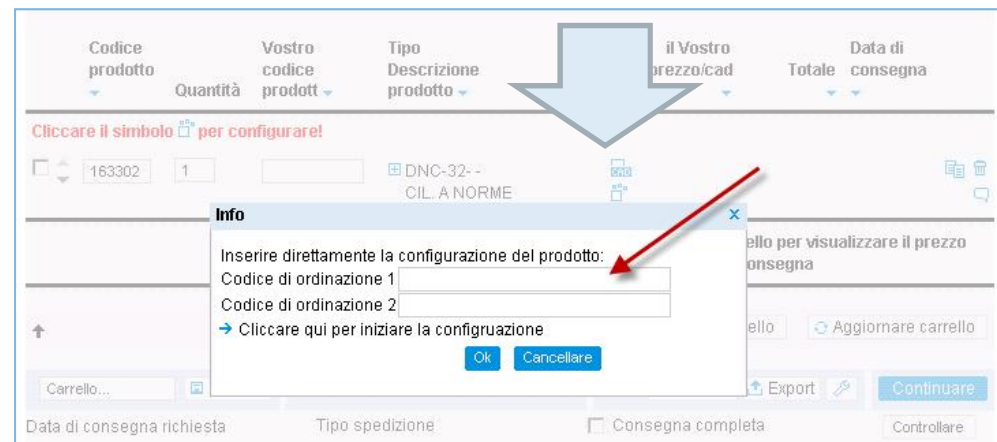 Codice Vostro Tipo il Vostro Data di
prodotto codice Descrizione prezzo/cad Totale consegna
Quantità prodott prodotto
Cliccare il simbolo per configurare!
163302 1 DNC-32- - CAD
CIL. A NORME
Info x
Inserire direttamente la configurazione del prodotto:
Codice di ordinazione 1
Codice di ordinazione 2
Cliccare qui per iniziare la configruazione
Ok Cancellare
ello per visualizzare il prezzo
onsegna
ello Aggiornare carrello
Carrello... Export Continuare
Data di consegna richiesta Tipo spedizione Consegna completa Controllare